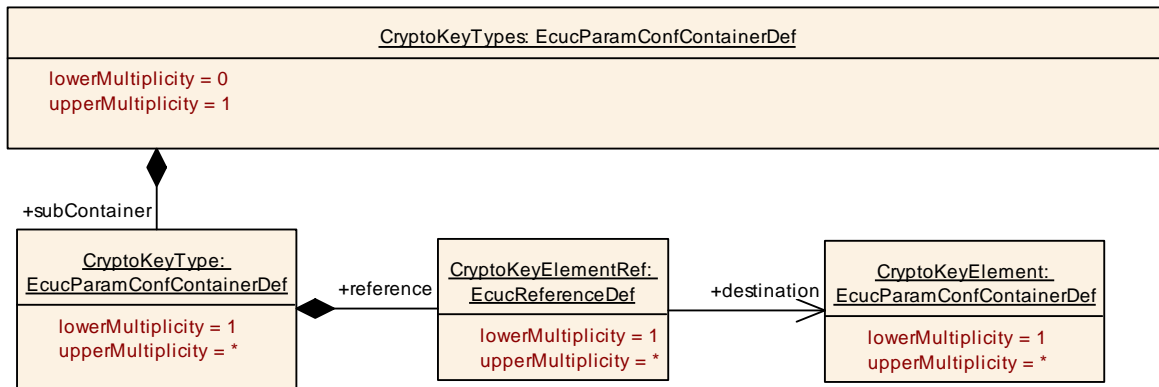 CryptoKeyTypes: EcucParamConfContainerDef
lowerMultiplicity = 0
upperMultiplicity = 1
+subContainer
CryptoKeyType:
EcucParamConfContainerDef
lowerMultiplicity = 1
upperMultiplicity = *
+reference
CryptoKeyElementRef:
EcucReferenceDef
lowerMultiplicity = 1
upperMultiplicity = *
+destination
CryptoKeyElement:
EcucParamConfContainerDef
lowerMultiplicity = 1
upperMultiplicity = *